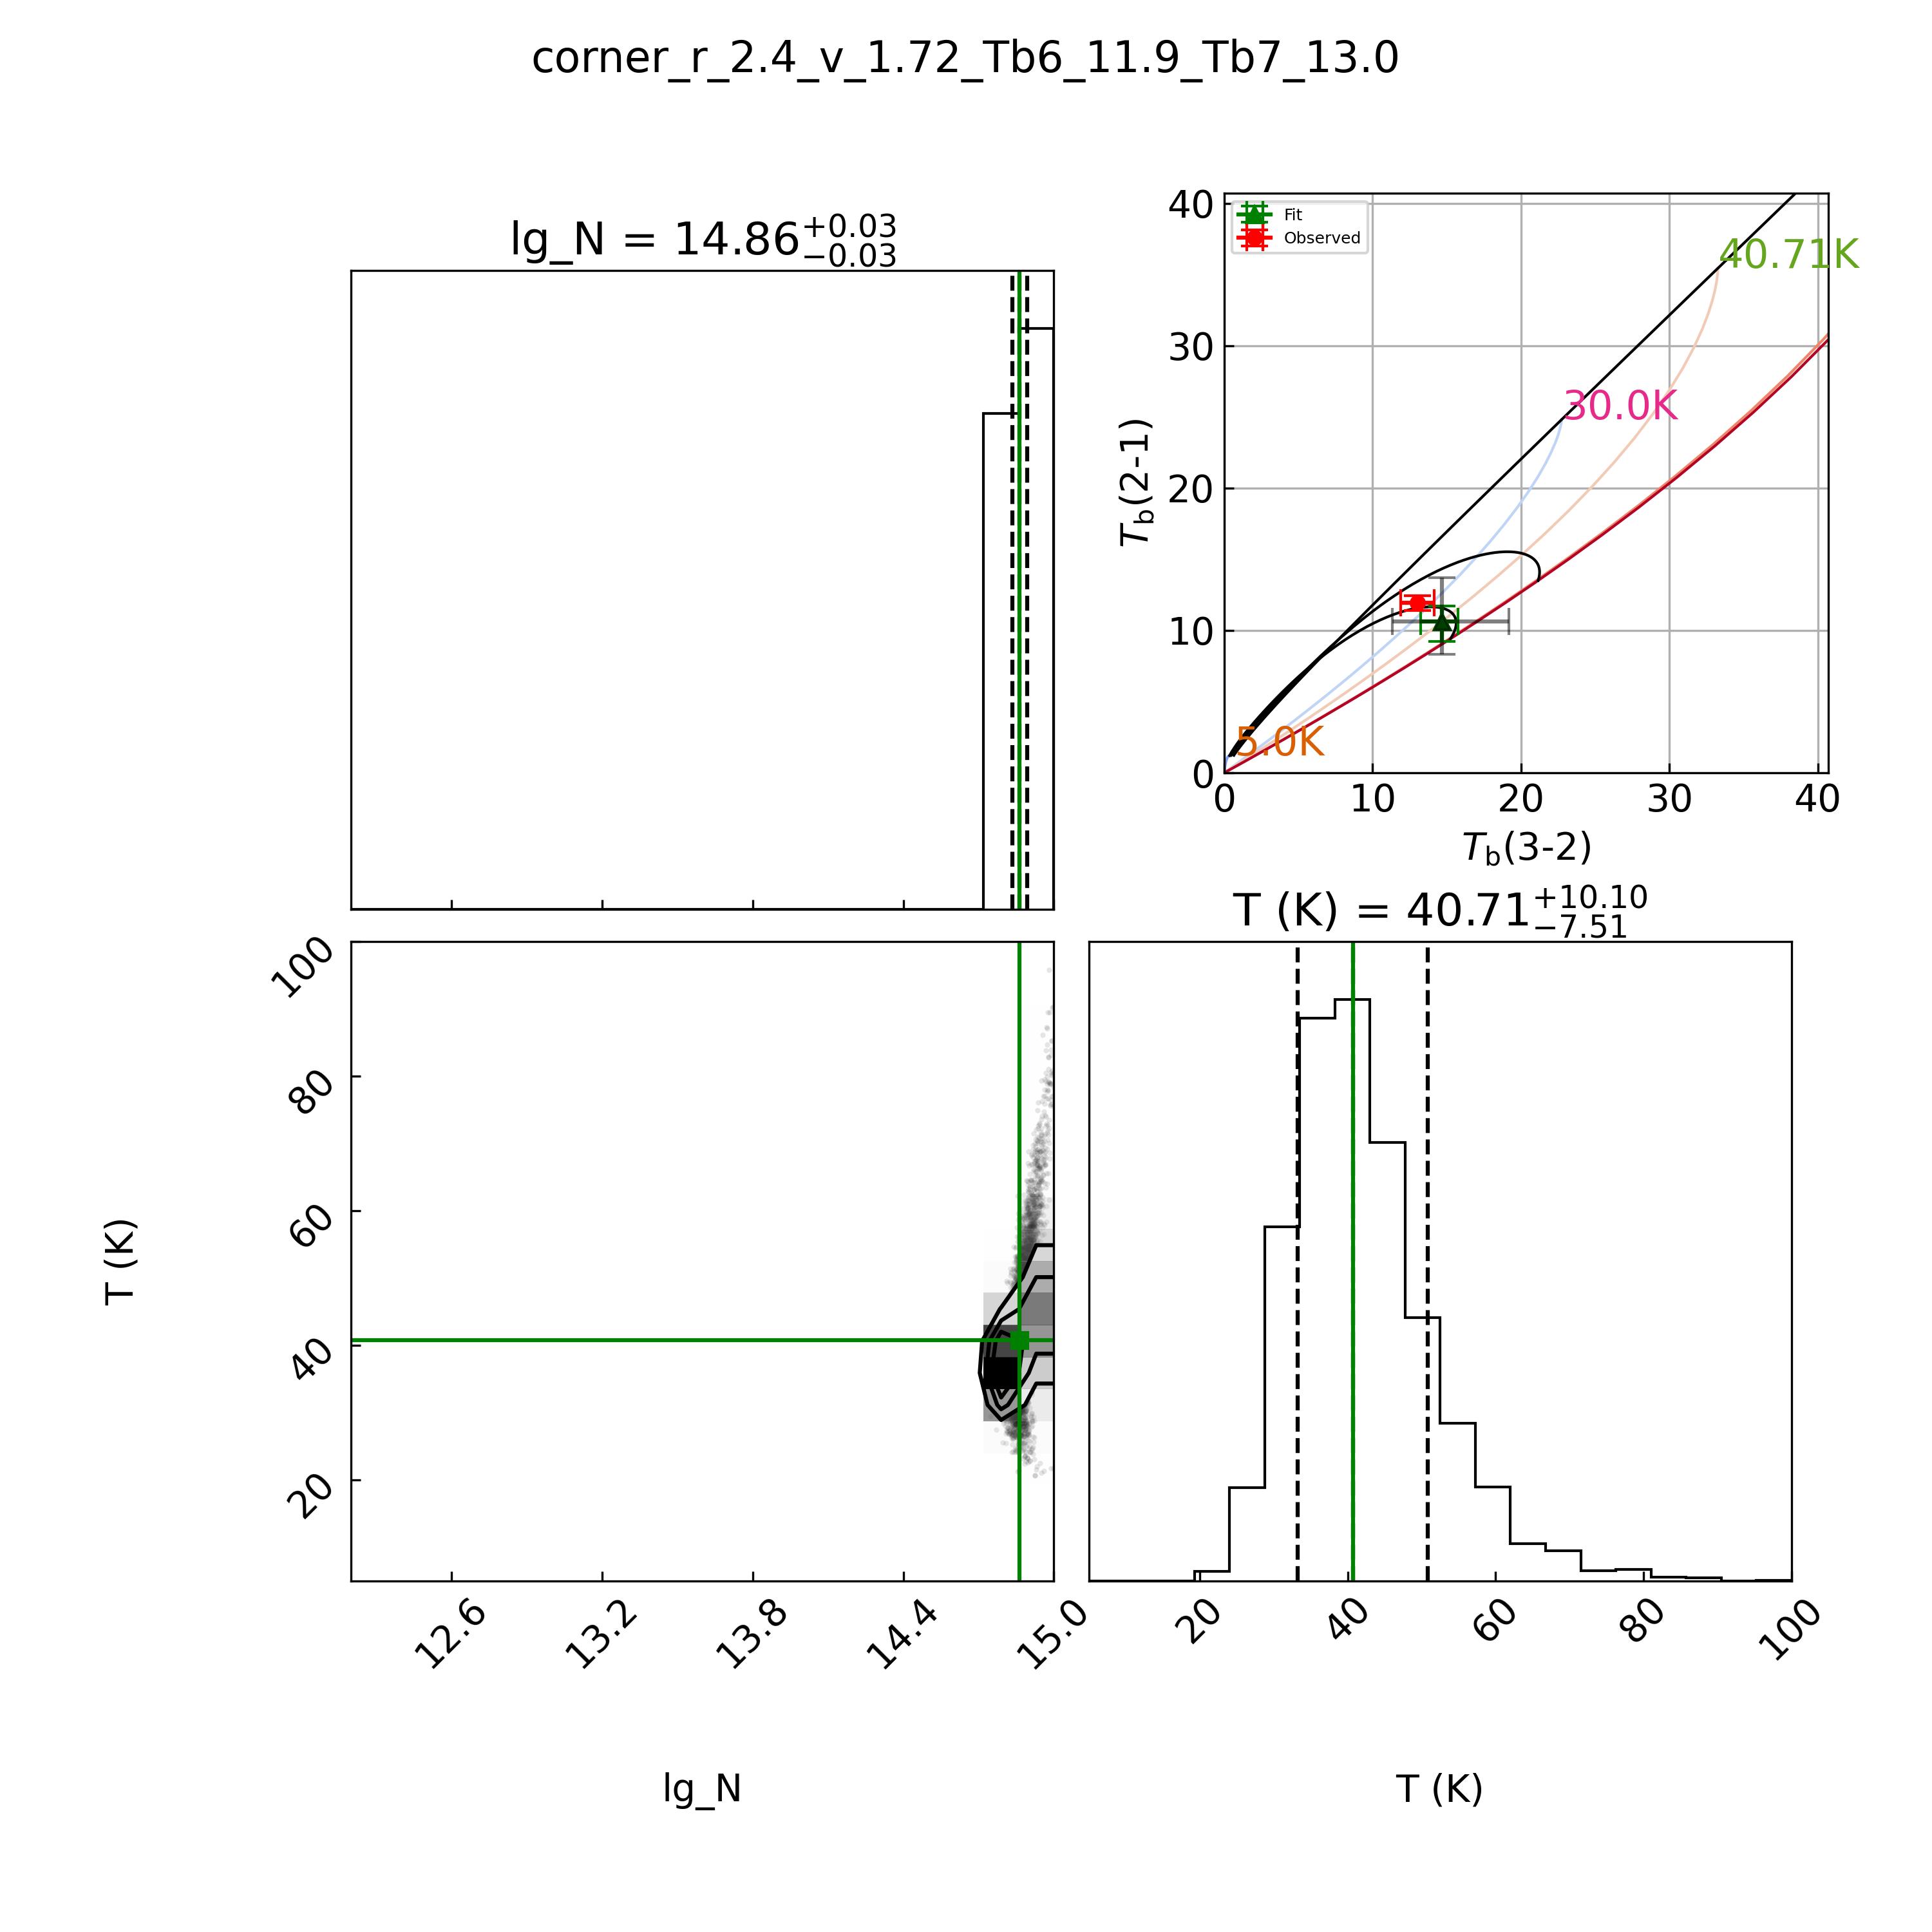 corner_r_2.4_v_1.72_Tb6_11.9_Tb7_13.0
lg_N = 14.86+0.03−0.03
Fit
Observed
40
30
20
10
0
T_b(2-1)
40.71K
30.0K
5.0K
0 10 20 30 40
T_b(3-2)
T (K) = 40.71+10.10−7.51
100
80
60
40
20
T (K)
12.6 13.2 13.8 14.4 15.0
lg_N
20 40 60 80 100
T (K)